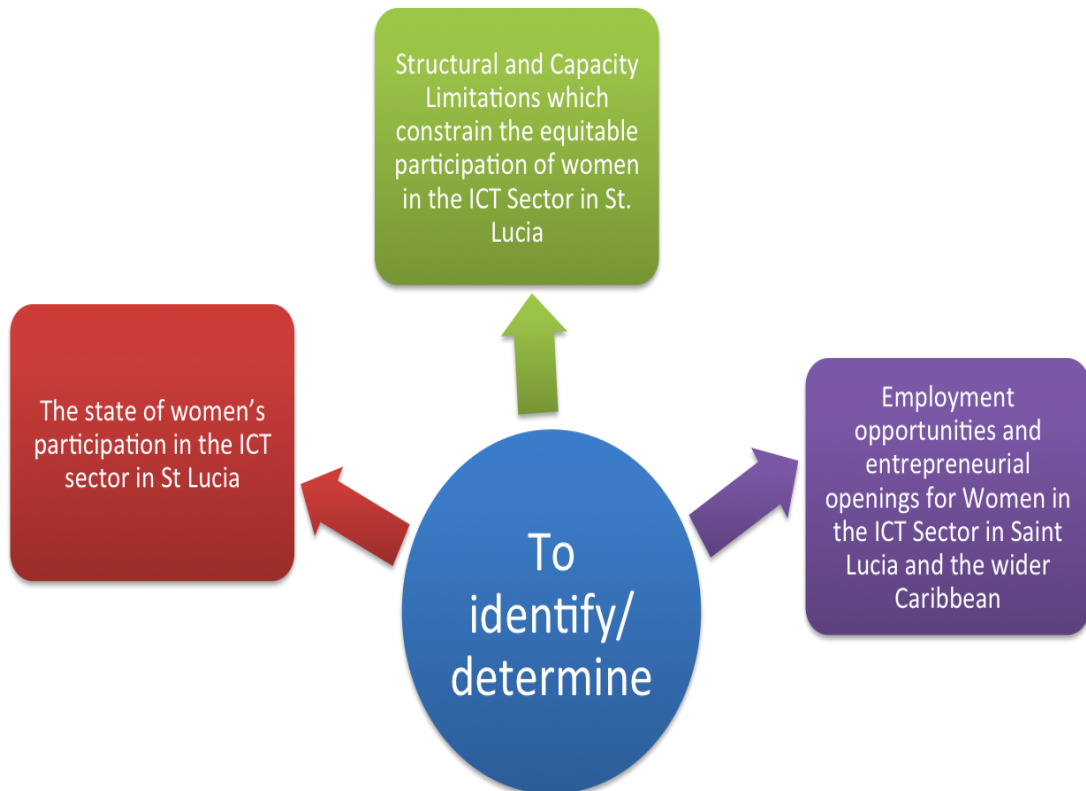 Structural and Capacity
Limitations which
constrain the equitable
participation of women
in the ICT Sector in St.
Lucia
The state of women’s
participation in the ICT
sector in St Lucia
Employment
opportunities and
entrepreneurial
openings for Women in
the ICT Sector in Saint
Lucia and the wider
Caribbean
To
identify/
determine